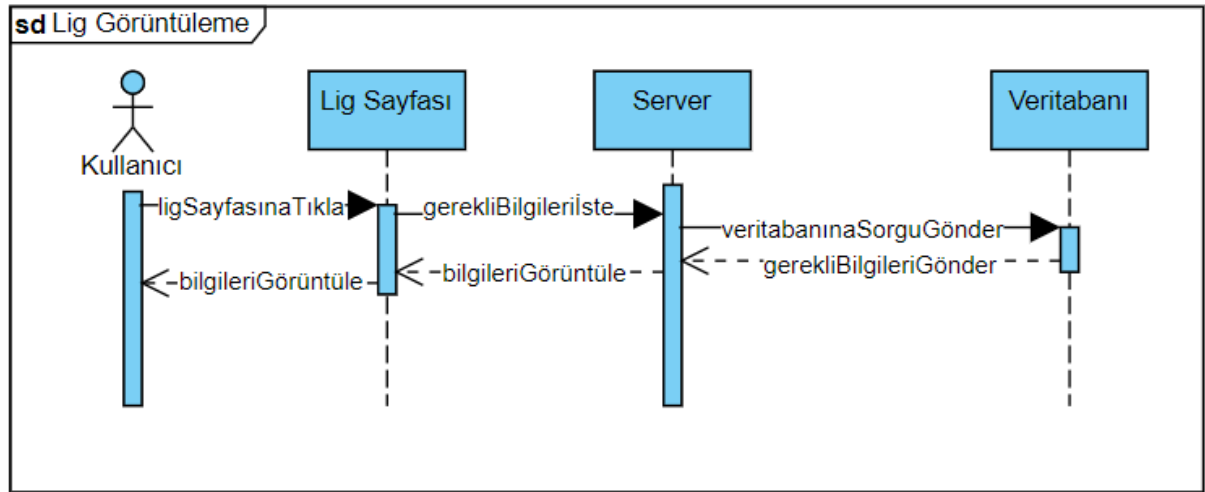 sd Lig Görüntüleme
Kullanıcı
Lig Sayfası
Server
Veritabanı
ligSayfasınaTıkla
gerekliBilgileriİste
veritabanınaSorguGönder
gerekliBilgileriGönder
bilgileriGörüntüle
bilgileriGörüntüle